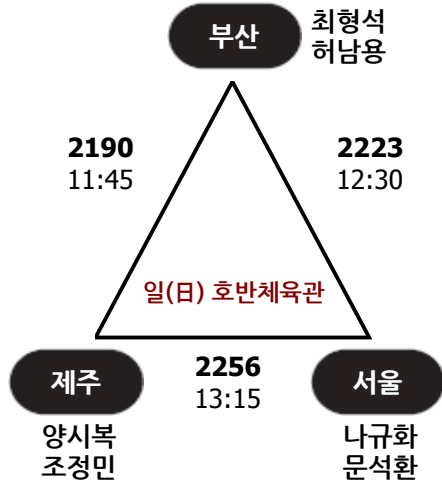 부산
최형석
허남용
2190
11:45
2223
12:30
일(日) 호반체육관
제주
2256
13:15
서울
양시복
조정민
나규화
문석환